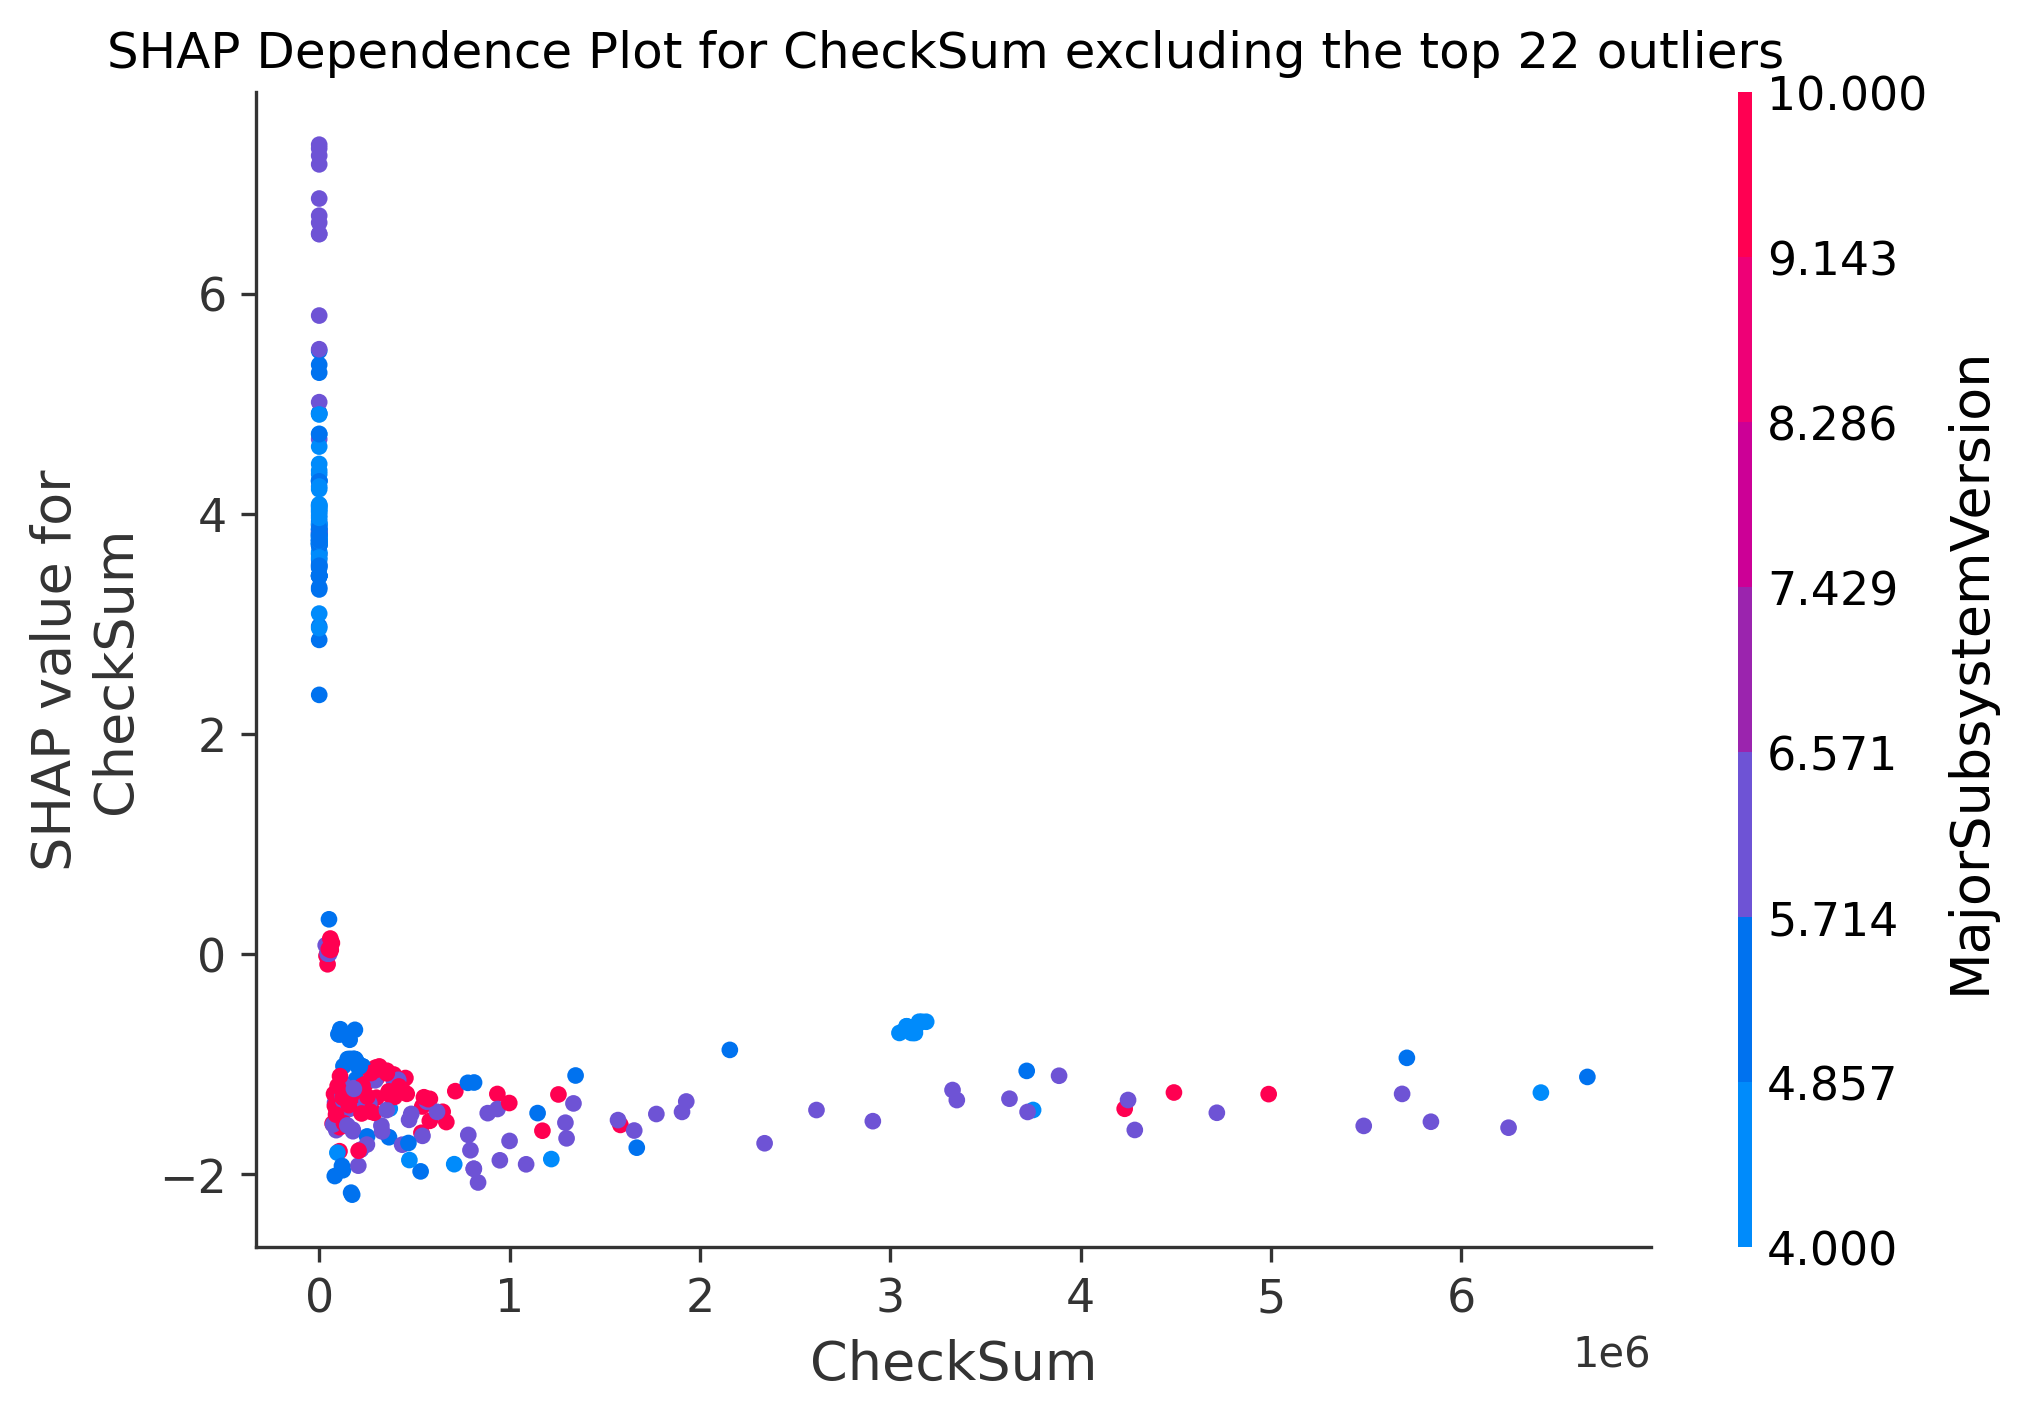 SHAP Dependence Plot for CheckSum excluding the top 22 outliers
SHAP value for
CheckSum
6
4
2
0
−2
0 1 2 3 4 5 6
1e6
CheckSum
10.000
9.143
8.286
7.429
6.571
5.714
4.857
4.000
MajorSubsystemVersion